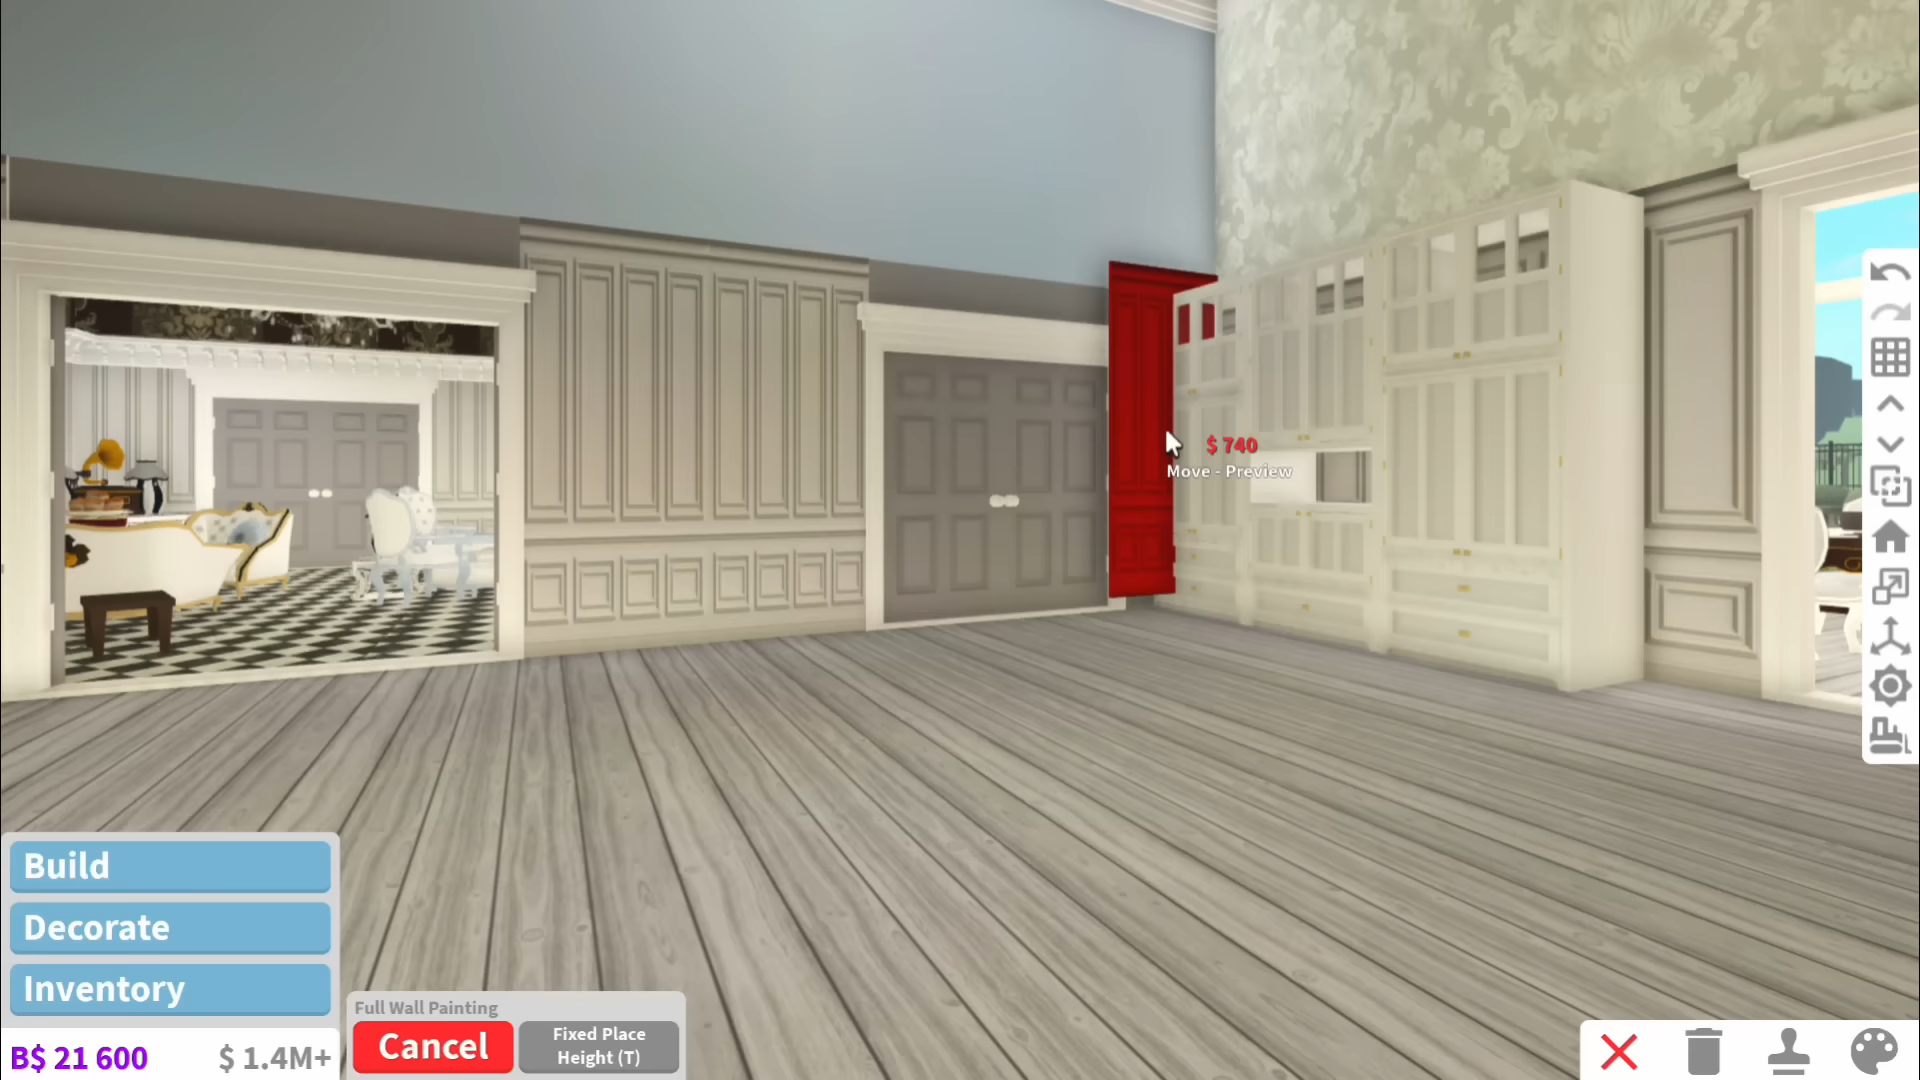 $ 740
Move - Preview
Build
Decorate
Inventory
B$ 21 600
$ 1.4M+
Full Wall Painting
Cancel
Fixed Place
Height (T)